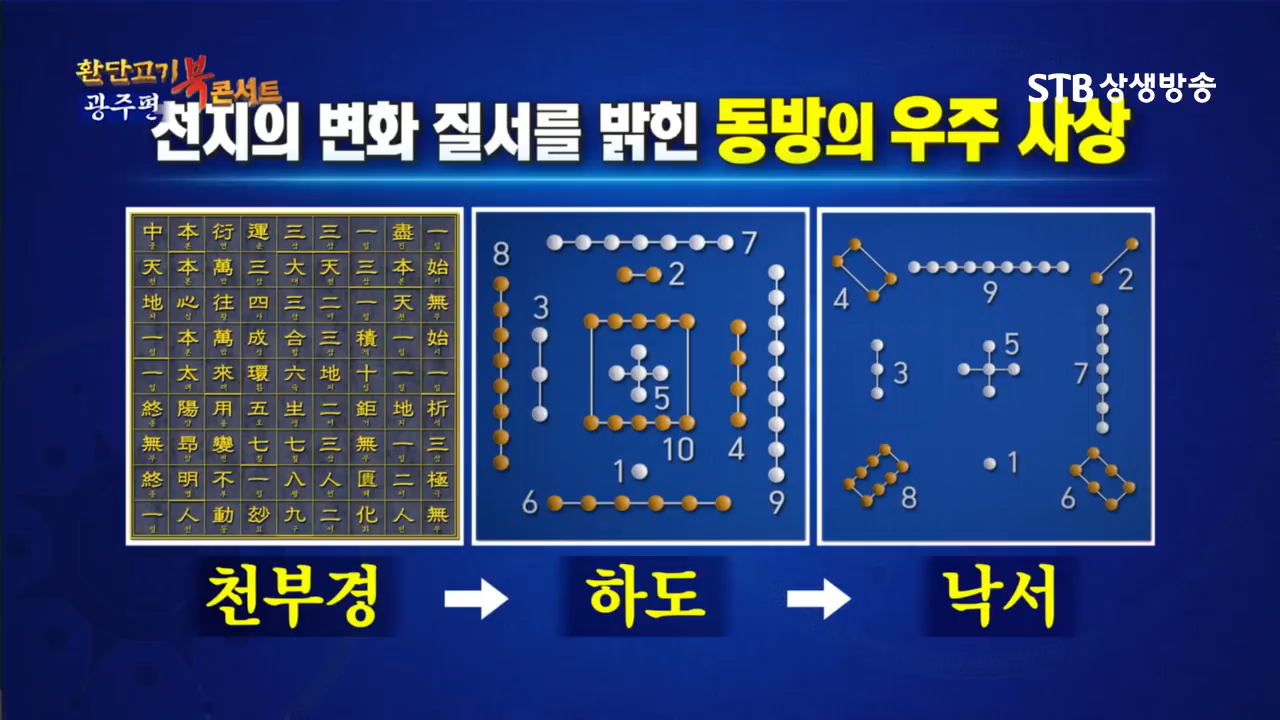 환단고기 북콘서트
광주편
STB 상생방송
천지의 변화 질서를 밝힌 동방의 우주 사상
中 本 衍 運 三 三 一 盡 一
天 本 萬 三 大 天 三 本 始
地 心 往 四 三 二 一 天 無
一 本 萬 成 合 三 積 一 始
一 太 來 環 六 地 十 一 一
終 陽 用 五 生 二 鉅 地 析
無 昻 變 七 七 三 無 一 三
終 明 不 一 八 人 匱 二 極
一 人 動 玅 九 二 化 人 無
8
7
2
3
5
10
4
1
6
9
4
9
2
3
5
7
8
1
6
천부경
하도
낙서